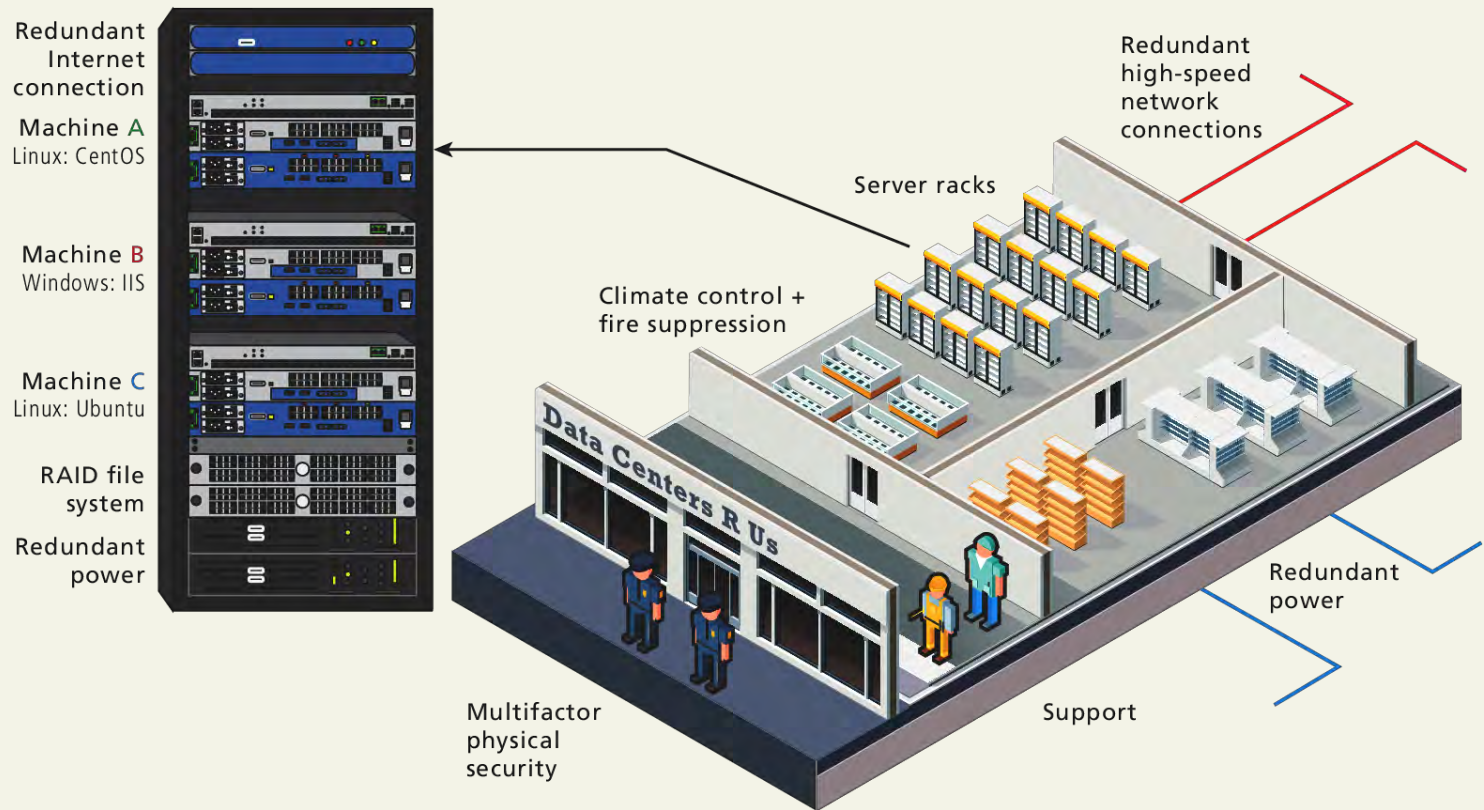 Redundant
Internet
connection
Machine A
Linux: CentOS
Machine B
Windows: IIS
Machine C
Linux: Ubuntu
RAID file
system
Redundant
power
Server racks
Climate control +
fire suppression
Redundant
high-speed
network
connections
Data Centers R Us
Multifactor
physical
security
Support
Redundant
power